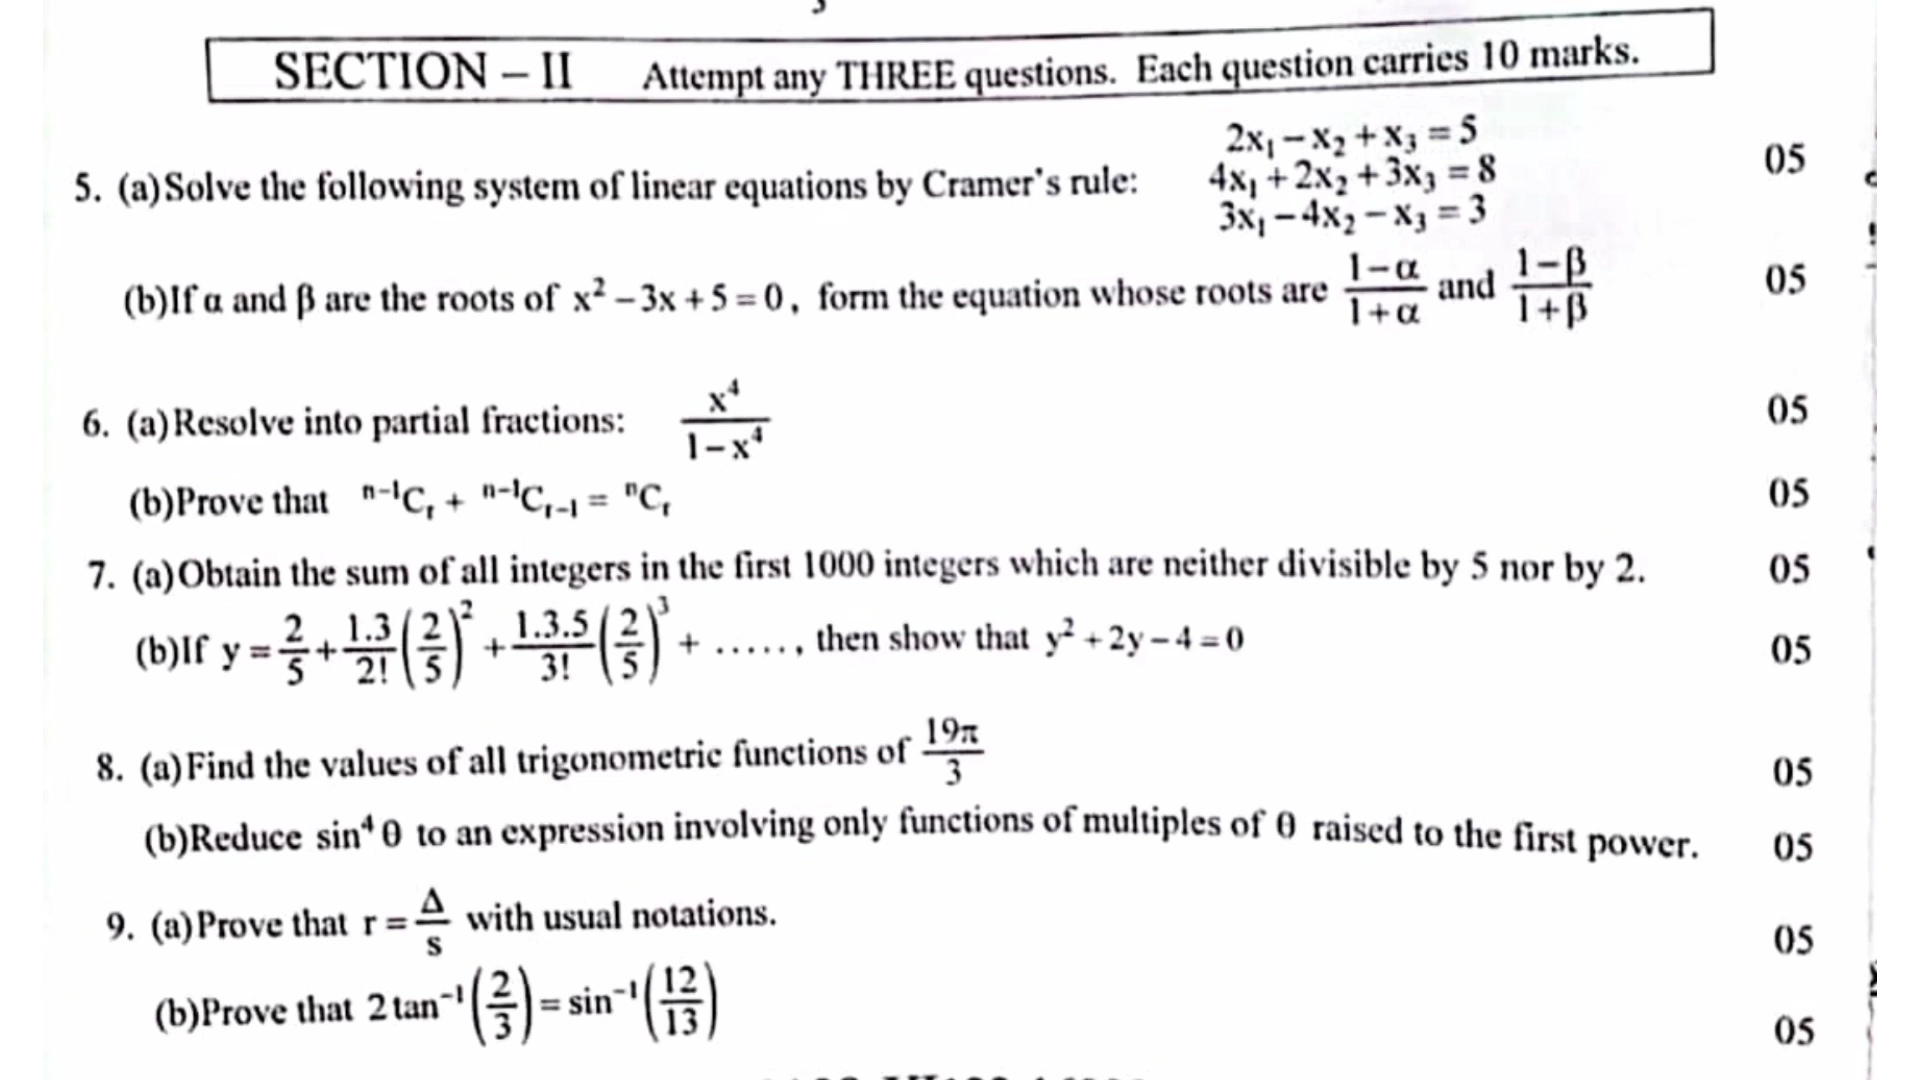 SECTION – II Attempt any THREE questions. Each question carries 10 marks.
5. (a) Solve the following system of linear equations by Cramer's rule: 2x₁ – x₂ + x₃ = 5 05
4x₁ + 2x₂ + 3x₃ = 8
3x₁ – 4x₂ – x₃ = 3
(b) If α and β are the roots of x² – 3x + 5 = 0, form the equation whose roots are (1–α)/(1+α) and (1–β)/(1+β) 05
6. (a) Resolve into partial fractions: x⁴/(1–x⁴) 05
(b) Prove that ⁿ⁻¹Cᵣ + ⁿ⁻¹Cᵣ₋₁ = ⁿCᵣ 05
7. (a) Obtain the sum of all integers in the first 1000 integers which are neither divisible by 5 nor by 2. 05
(b) If y = 2/5 + 1.3/2! (2/5)² + 1.3.5/3! (2/5)³ + ......, then show that y² + 2y – 4 = 0 05
8. (a) Find the values of all trigonometric functions of 19π/3 05
(b) Reduce sin⁴ θ to an expression involving only functions of multiples of θ raised to the first power. 05
9. (a) Prove that r = Δ/s with usual notations. 05
(b) Prove that 2 tan⁻¹(2/3) = sin⁻¹(12/13) 05